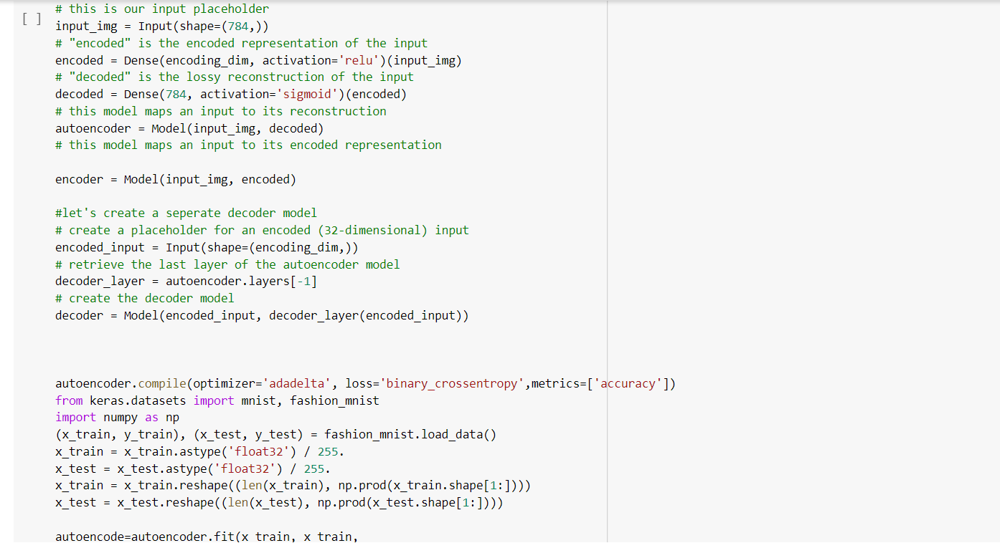 [ ]
# this is our input placeholder
input_img = Input(shape=(784,))
# "encoded" is the encoded representation of the input
encoded = Dense(encoding_dim, activation='relu')(input_img)
# "decoded" is the lossy reconstruction of the input
decoded = Dense(784, activation='sigmoid')(encoded)
# this model maps an input to its reconstruction
autoencoder = Model(input_img, decoded)
# this model maps an input to its encoded representation
encoder = Model(input_img, encoded)
#let's create a seperate decoder model
# create a placeholder for an encoded (32-dimensional) input
encoded_input = Input(shape=(encoding_dim,))
# retrieve the last layer of the autoencoder model
decoder_layer = autoencoder.layers[-1]
# create the decoder model
decoder = Model(encoded_input, decoder_layer(encoded_input))
autoencoder.compile(optimizer='adadelta', loss='binary_crossentropy',metrics=['accuracy'])
from keras.datasets import mnist, fashion_mnist
import numpy as np
(x_train, y_train), (x_test, y_test) = fashion_mnist.load_data()
x_train = x_train.astype('float32') / 255.
x_test = x_test.astype('float32') / 255.
x_train = x_train.reshape((len(x_train), np.prod(x_train.shape[1:])))
x_test = x_test.reshape((len(x_test), np.prod(x_test.shape[1:])))
autoencode=autoencoder.fit(x_train, x_train,